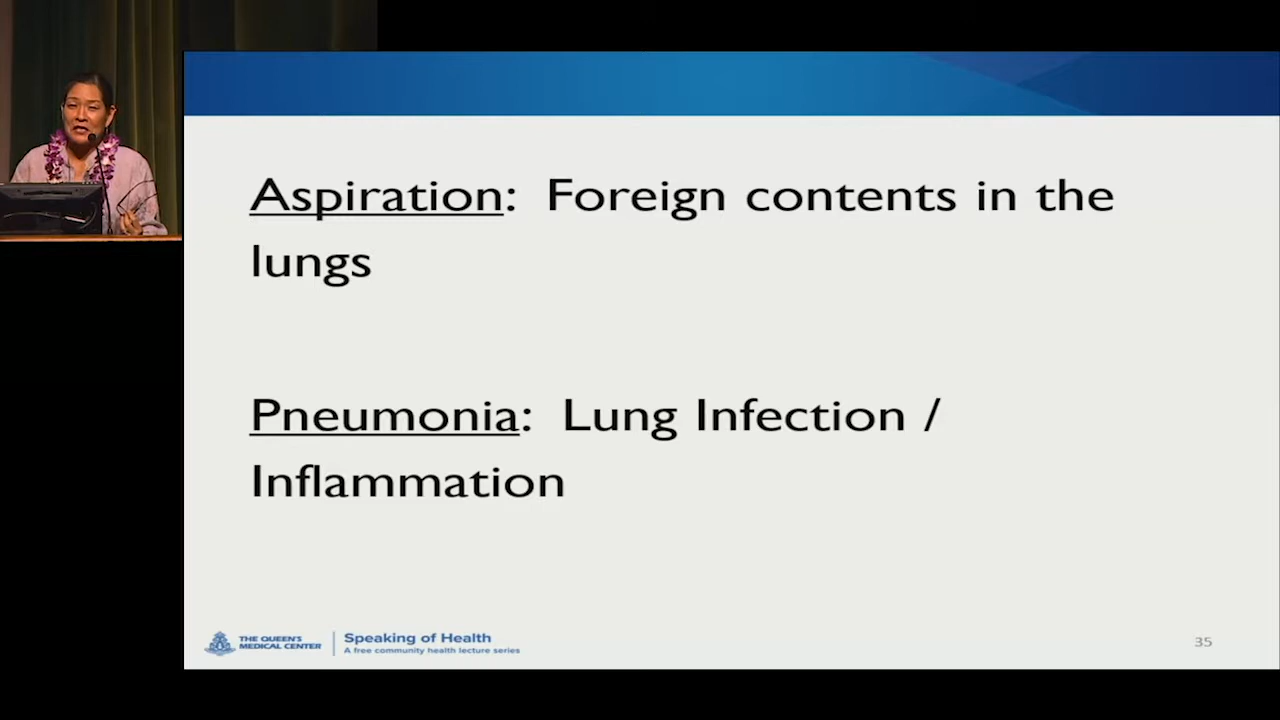 Aspiration: Foreign contents in the
lungs
Pneumonia: Lung Infection /
Inflammation
THE QUEEN'S
MEDICAL CENTER
Speaking of Health
A free community health lecture series
35